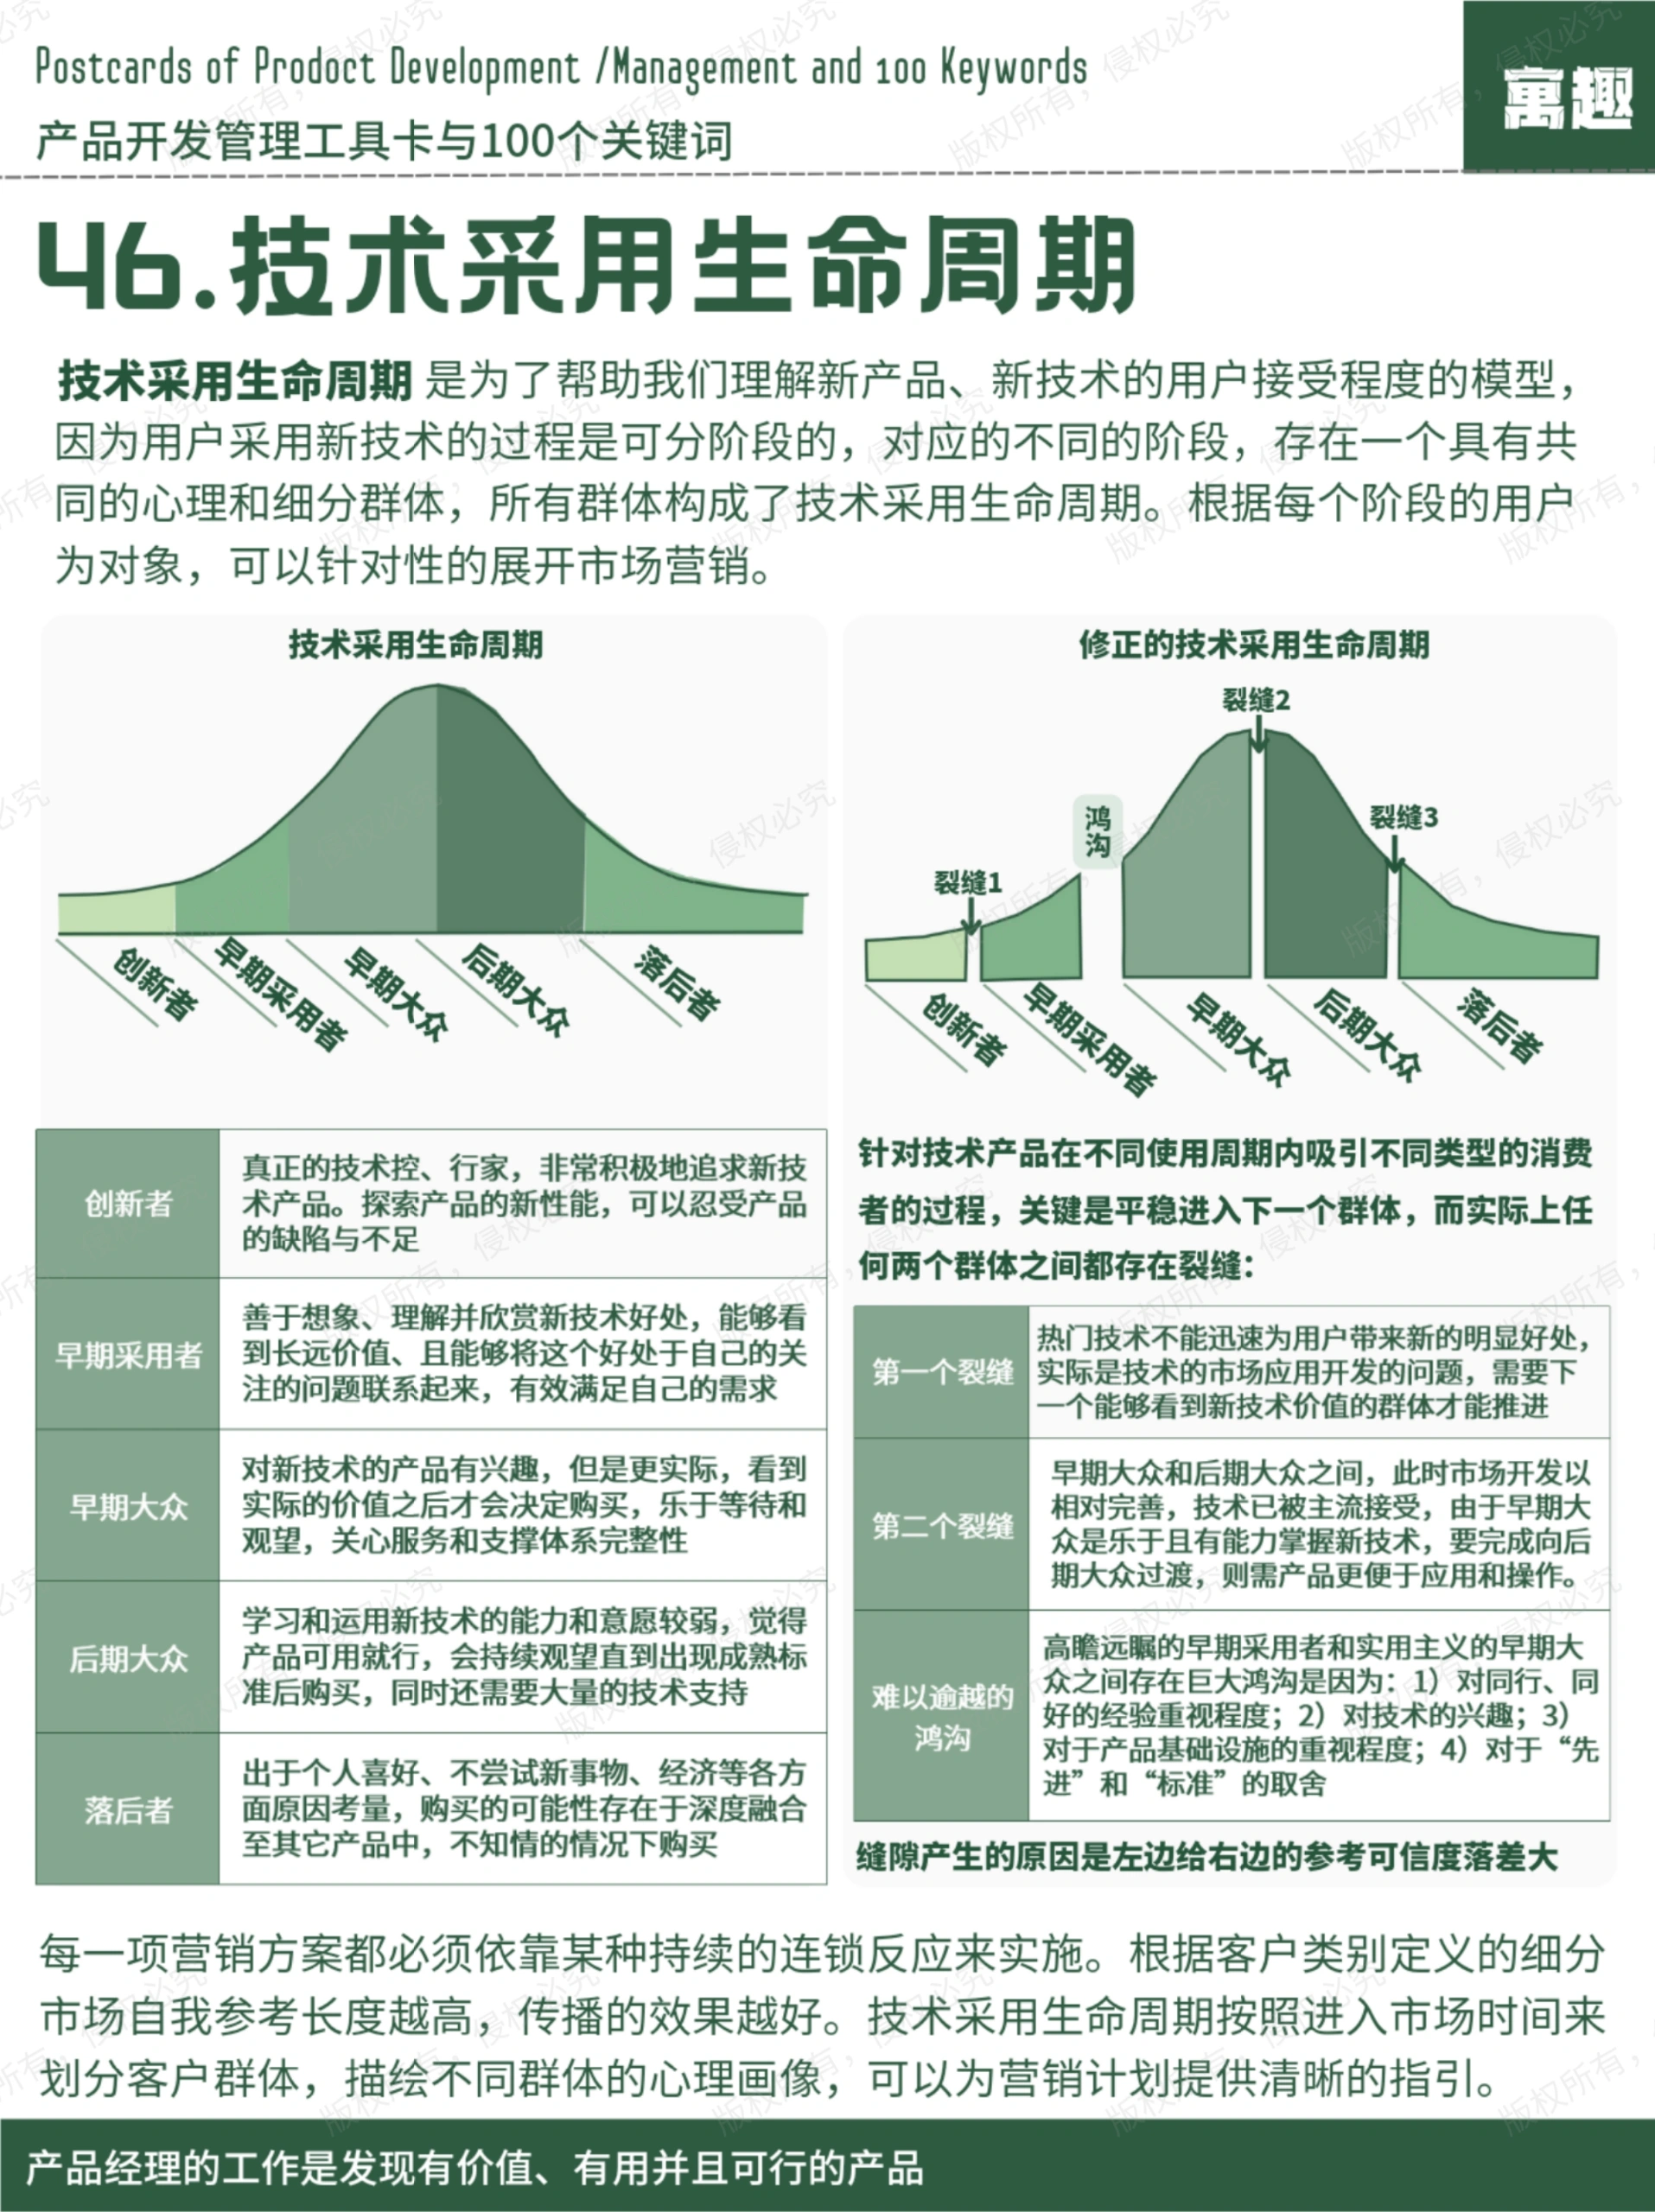 Postcards of Prodoct Development /Management and 100 Keywords
产品开发管理工具卡与100个关键词
寓趣
46.技术采用生命周期
技术采用生命周期 是为了帮助我们理解新产品、新技术的用户接受程度的模型，
因为用户采用新技术的过程是可分阶段的，对应的不同的阶段，存在一个具有共
同的心理和细分群体，所有群体构成了技术采用生命周期。根据每个阶段的用户
为对象，可以针对性的展开市场营销。
技术采用生命周期
创新者
早期采用者
早期大众
后期大众
落后者
修正的技术采用生命周期
裂缝2
裂缝3
鸿沟
裂缝1
创新者
早期采用者
早期大众
后期大众
落后者
创新者
真正的技术控、行家，非常积极地追求新技
术产品。探索产品的新性能，可以忍受产品
的缺陷与不足
早期采用者
善于想象、理解并欣赏新技术好处，能够看
到长远价值、且能够将这个好处于自己的关
注的问题联系起来，有效满足自己的需求
早期大众
对新技术的产品有兴趣，但是更实际，看到
实际的价值之后才会决定购买，乐于等待和
观望，关心服务和支撑体系完整性
后期大众
学习和运用新技术的能力和意愿较弱，觉得
产品可用就行，会持续观望直到出现成熟标
准后购买，同时还需要大量的技术支持
落后者
出于个人喜好、不尝试新事物、经济等各方
面原因考量，购买的可能性存在于深度融合
至其它产品中，不知情的情况下购买
针对技术产品在不同使用周期内吸引不同类型的消费
者的过程，关键是平稳进入下一个群体，而实际上任
何两个群体之间都存在裂缝：
第一个裂缝
热门技术不能迅速为用户带来新的明显好处，
实际是技术的市场应用开发的问题，需要下
一个能够看到新技术价值的群体才能推进
第二个裂缝
早期大众和后期大众之间，此时市场开发以
相对完善，技术已被主流接受，由于早期大
众是乐于且有能力掌握新技术，要完成向后
期大众过渡，则需产品更便于应用和操作。
难以逾越的
鸿沟
高瞻远瞩的早期采用者和实用主义的早期大
众之间存在巨大鸿沟是因为：1）对同行、同
好的经验重视程度；2）对技术的兴趣；3）
对于产品基础设施的重视程度；4）对于“先
进”和“标准”的取舍
缝隙产生的原因是左边给右边的参考可信度落差大
每一项营销方案都必须依靠某种持续的连锁反应来实施。根据客户类别定义的细分
市场自我参考长度越高，传播的效果越好。技术采用生命周期按照进入市场时间来
划分客户群体，描绘不同群体的心理画像，可以为营销计划提供清晰的指引。
产品经理的工作是发现有价值、有用并且可行的产品
版权所有，侵权必究